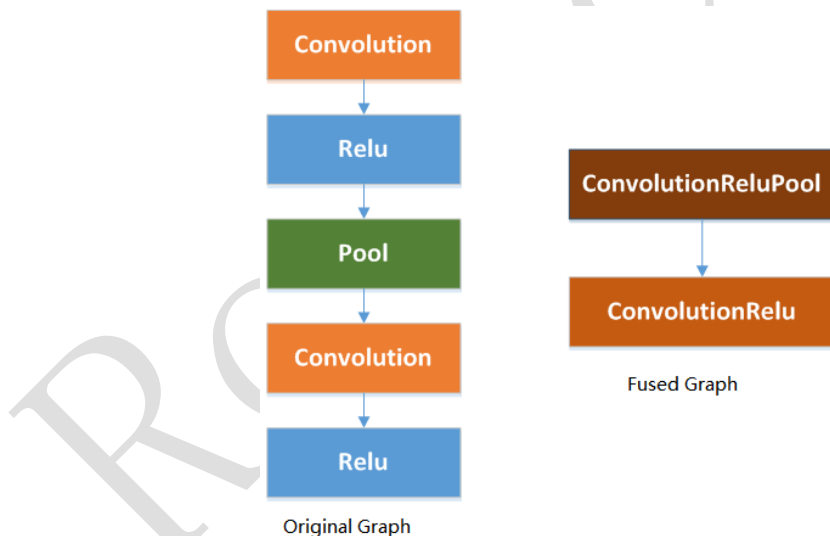 Convolution
Relu
Pool
Convolution
Relu
Original Graph
ConvolutionReluPool
ConvolutionRelu
Fused Graph